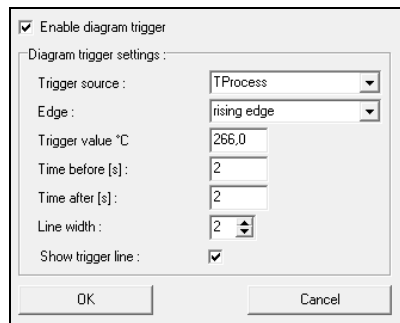 Enable diagram trigger
Diagram trigger settings :
Trigger source : TProcess
Edge : rising edge
Trigger value °C 266,0
Time before [s] : 2
Time after [s] : 2
Line width : 2
Show trigger line :
OK Cancel